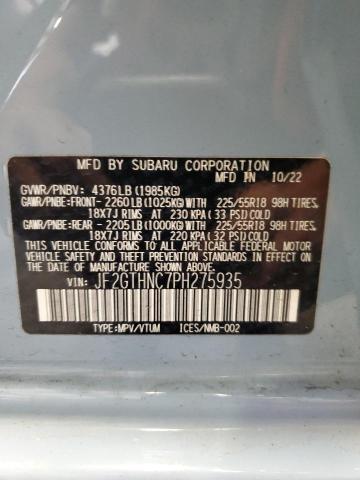 MFD BY SUBARU CORPORATION
MFT IN 10/22
GVWR/PNBV: 4376LB (1985KG)
GAWR/PNBE:FRONT- 2260LB (1025KG) WITH/AVEC 225/55R18 98H TIRES,
18X7J RIMS AT 230 KPA (33 PSI) COLD
GAWR/PNBE:REAR - 2205LB (1000KG) WITH/AVEC 225/55R18 98H TIRES,
18X7J RIMS AT 220 KPA (32 PSI) COLD
THIS VEHICLE CONFORMS TO ALL APPLICABLE FEDERAL MOTOR
VEHICLE SAFETY AND THEFT PREVENTION STANDARDS IN EFFECT
ON THE DATE OF MANUFACTURE SHOWN ABOVE.
VIN: JF2GTHNC7PH275935
TYPE:MPV/VTUM ICES/NMB-002